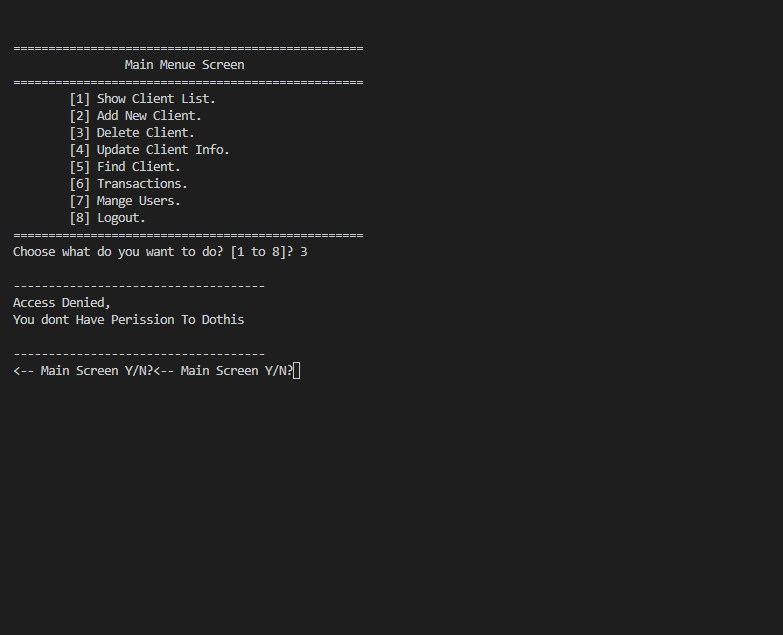 ==================================================
Main Menue Screen
==================================================
[1] Show Client List.
[2] Add New Client.
[3] Delete Client.
[4] Update Client Info.
[5] Find Client.
[6] Transactions.
[7] Mange Users.
[8] Logout.
==================================================
Choose what do you want to do? [1 to 8]? 3
------------------------------------
Access Denied,
You dont Have Perission To Dothis
------------------------------------
<-- Main Screen Y/N?<-- Main Screen Y/N?